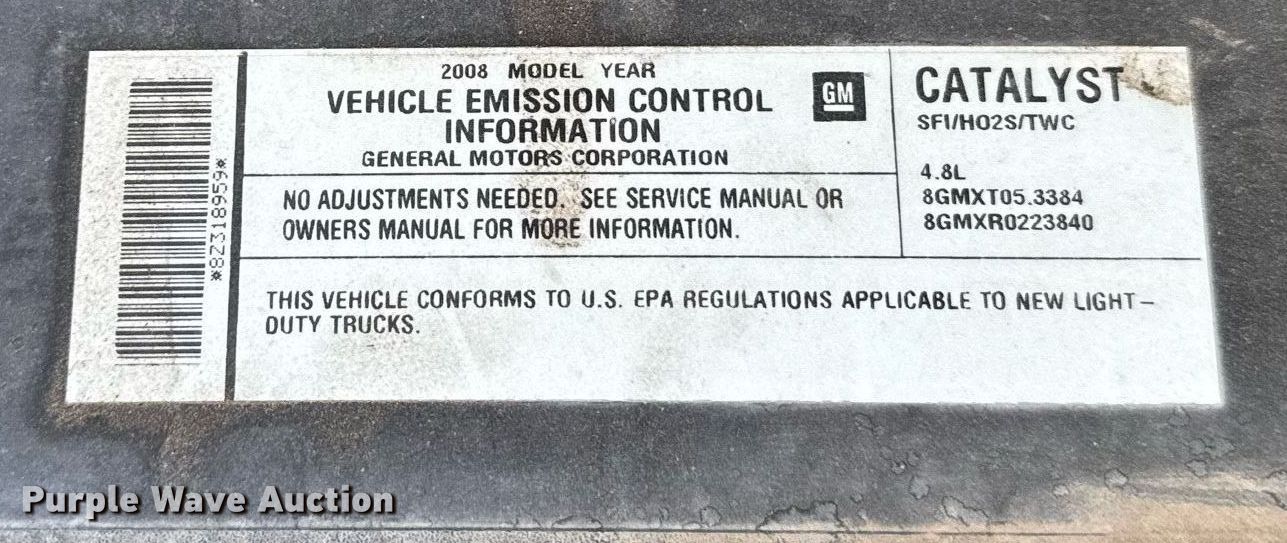 2008 MODEL YEAR
VEHICLE EMISSION CONTROL
INFORMATION
GENERAL MOTORS CORPORATION
GM
NO ADJUSTMENTS NEEDED. SEE SERVICE MANUAL OR
OWNERS MANUAL FOR MORE INFORMATION.
CATALYST
SFI/HO2S/TWC
4.8L
8GMXT05.3384
8GMXR0223840
THIS VEHICLE CONFORMS TO U.S. EPA REGULATIONS APPLICABLE TO NEW LIGHT-
DUTY TRUCKS.
*8Z318959*
Purple Wave Auction